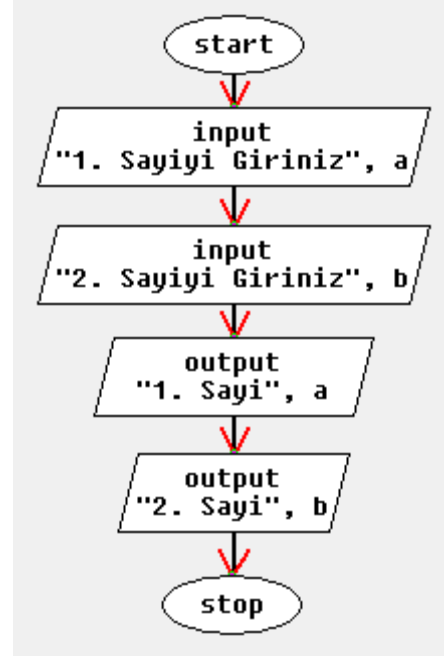 start
input
"1. Sayiyi Giriniz", a
input
"2. Sayiyi Giriniz", b
output
"1. Sayi", a
output
"2. Sayi", b
stop